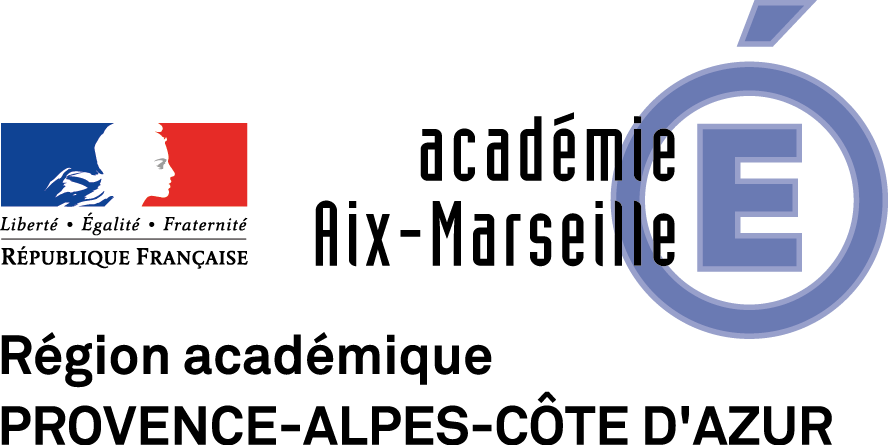 académie
Aix-Marseille
É
Liberté • Égalité • Fraternité
RÉPUBLIQUE FRANÇAISE
Région académique
PROVENCE-ALPES-CÔTE D'AZUR